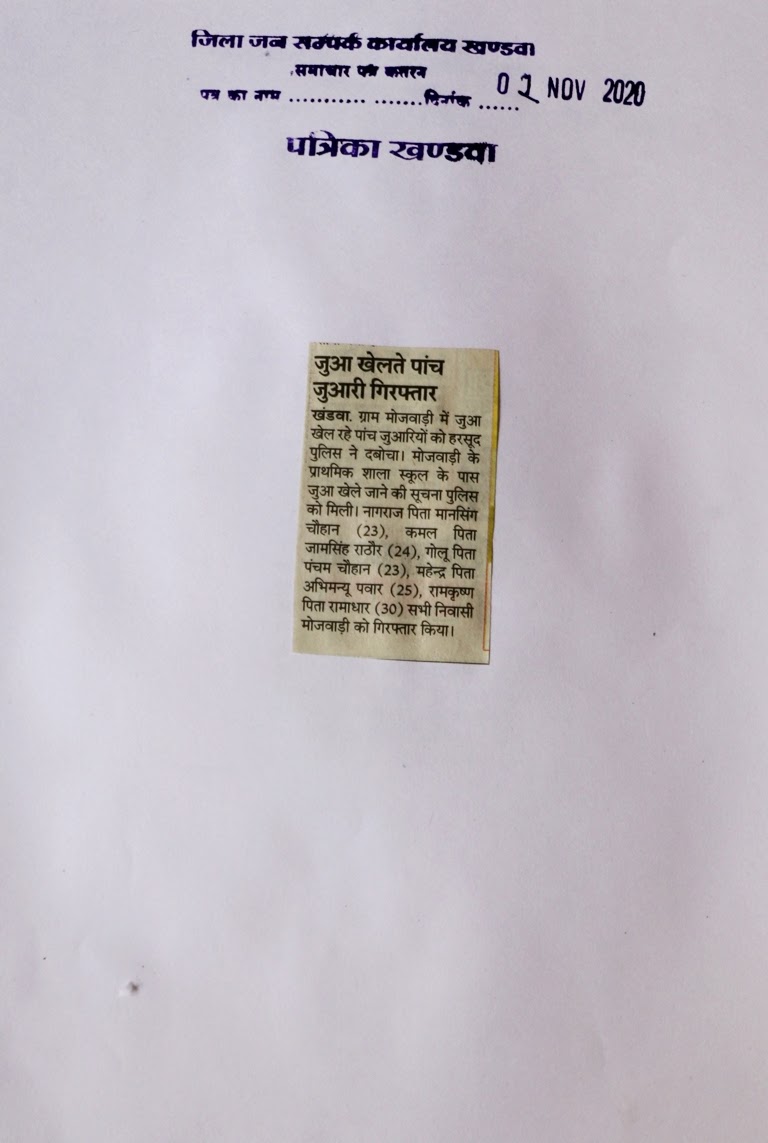 जिला जन सम्पर्क कार्यालय खण्डवा
समाचार पत्र कतरन
पत्र का नाम ........... .......दिनांक ...... 0 NOV 2020
पत्रिका खण्डवा
जुआ खेलते पांच
जुआरी गिरफ्तार
खंडवा. ग्राम मोजवाड़ी में जुआ
खेल रहे पांच जुआरियों को हरसूद
पुलिस ने दबोचा। मोजवाड़ी के
प्राथमिक शाला स्कूल के पास
जुआ खेले जाने की सूचना पुलिस
को मिली। नागराज पिता मानसिंग
चौहान (23), कमल पिता
जामसिंह राठौर (24), गोलू पिता
पंचम चौहान (23), महेन्द्र पिता
अभिमन्यू पवार (25), रामकृष्ण
पिता रामाधार (30) सभी निवासी
मोजवाड़ी को गिरफ्तार किया।